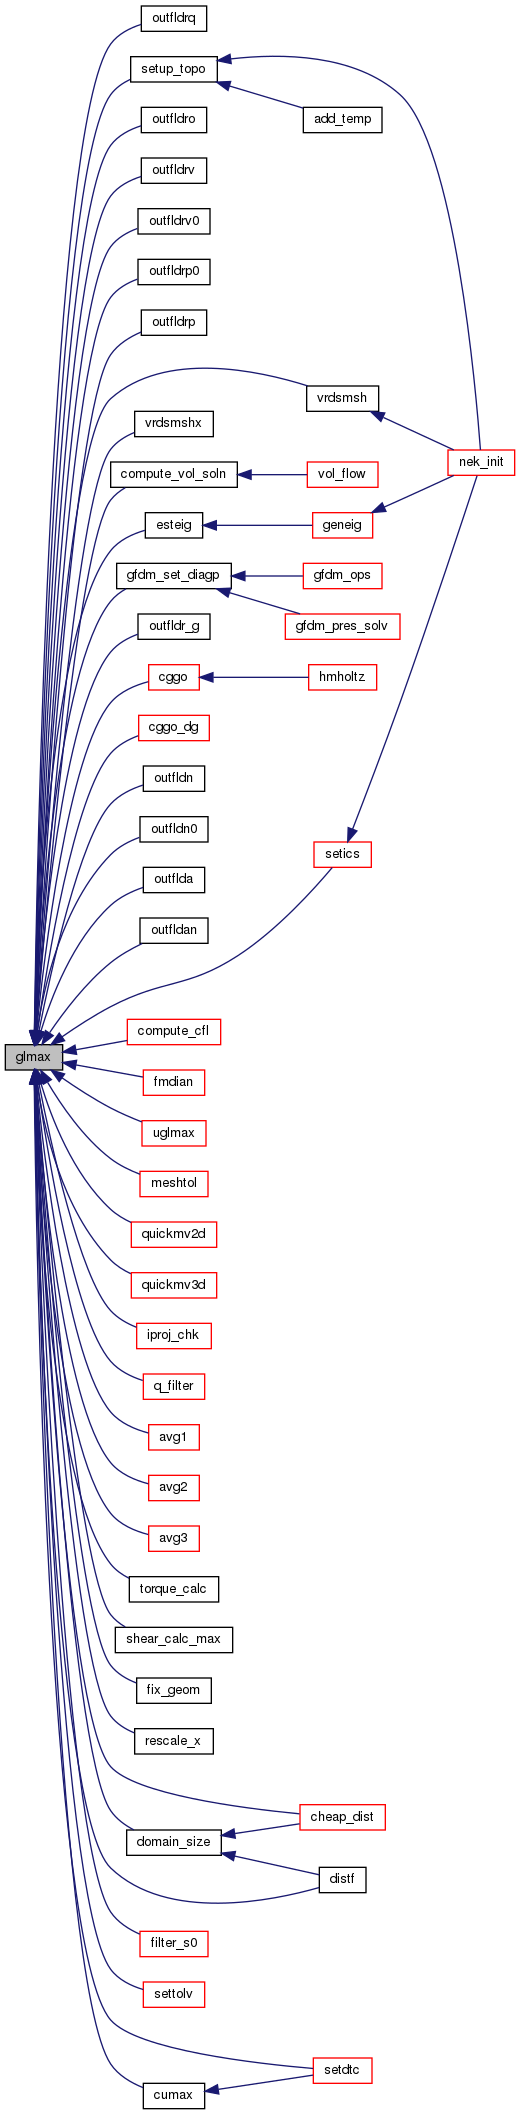 outfldrq
setup_topo
outfldro
add_temp
outfldrv
outfldrv0
outfldrp0
outfldrp
vrdsmsh
vrdsmshx
nek_init
compute_vol_soln
vol_flow
esteig
geneig
gfdm_set_diagp
gfdm_ops
outfldr_g
gfdm_pres_solv
cggo
hmholtz
cggo_dg
outfldn
outfldn0
setics
outflda
outfldan
compute_cfl
glmax
fmdian
uglmax
meshtol
quickmv2d
quickmv3d
iproj_chk
q_filter
avg1
avg2
avg3
torque_calc
shear_calc_max
fix_geom
rescale_x
cheap_dist
domain_size
distf
filter_s0
settolv
setdtc
cumax